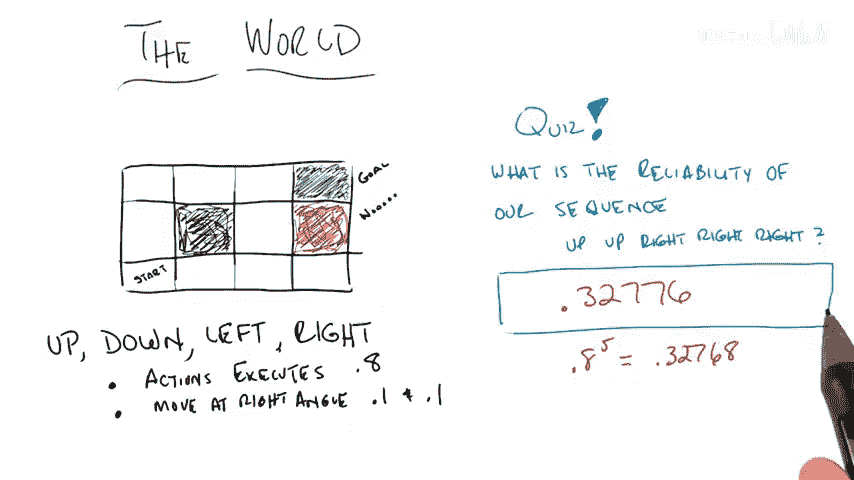 THE WORLD
GOAL
NOOOO...
START
UP, DOWN, LEFT, RIGHT
• ACTIONS EXECUTES .8
• MOVE AT RIGHT ANGLE .1 & .1
QUIZ!
WHAT IS THE RELIABILITY OF
OUR SEQUENCE
UP UP RIGHT RIGHT RIGHT?
.32776
.8⁵ = .32768